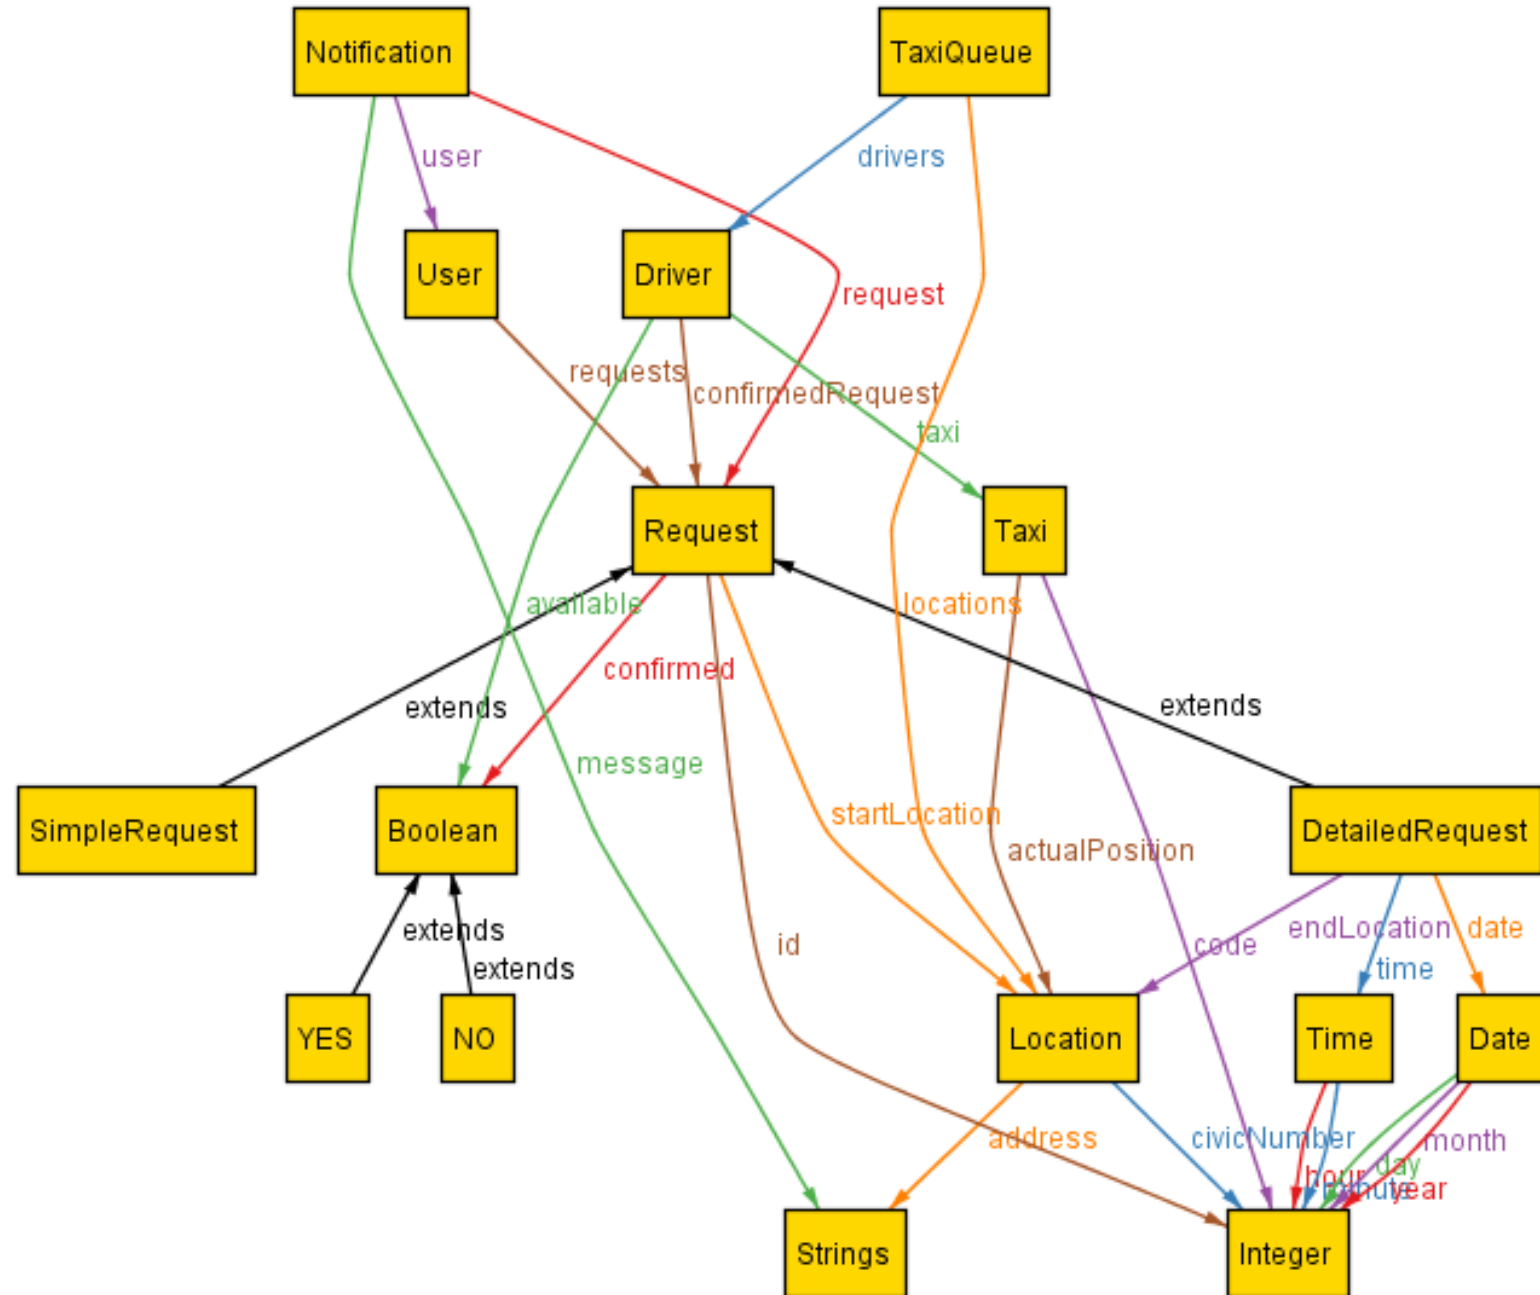 Notification
TaxiQueue
user
drivers
User
Driver
request
requests
confirmedRequest
taxi
Request
Taxi
available
locations
confirmed
extends
extends
message
SimpleRequest
Boolean
startLocation
actualPosition
DetailedRequest
extends
extends
id
code
endLocation
date
time
YES
NO
Location
Time
Date
address
civicNumber
month
day
hour
minute
year
Strings
Integer